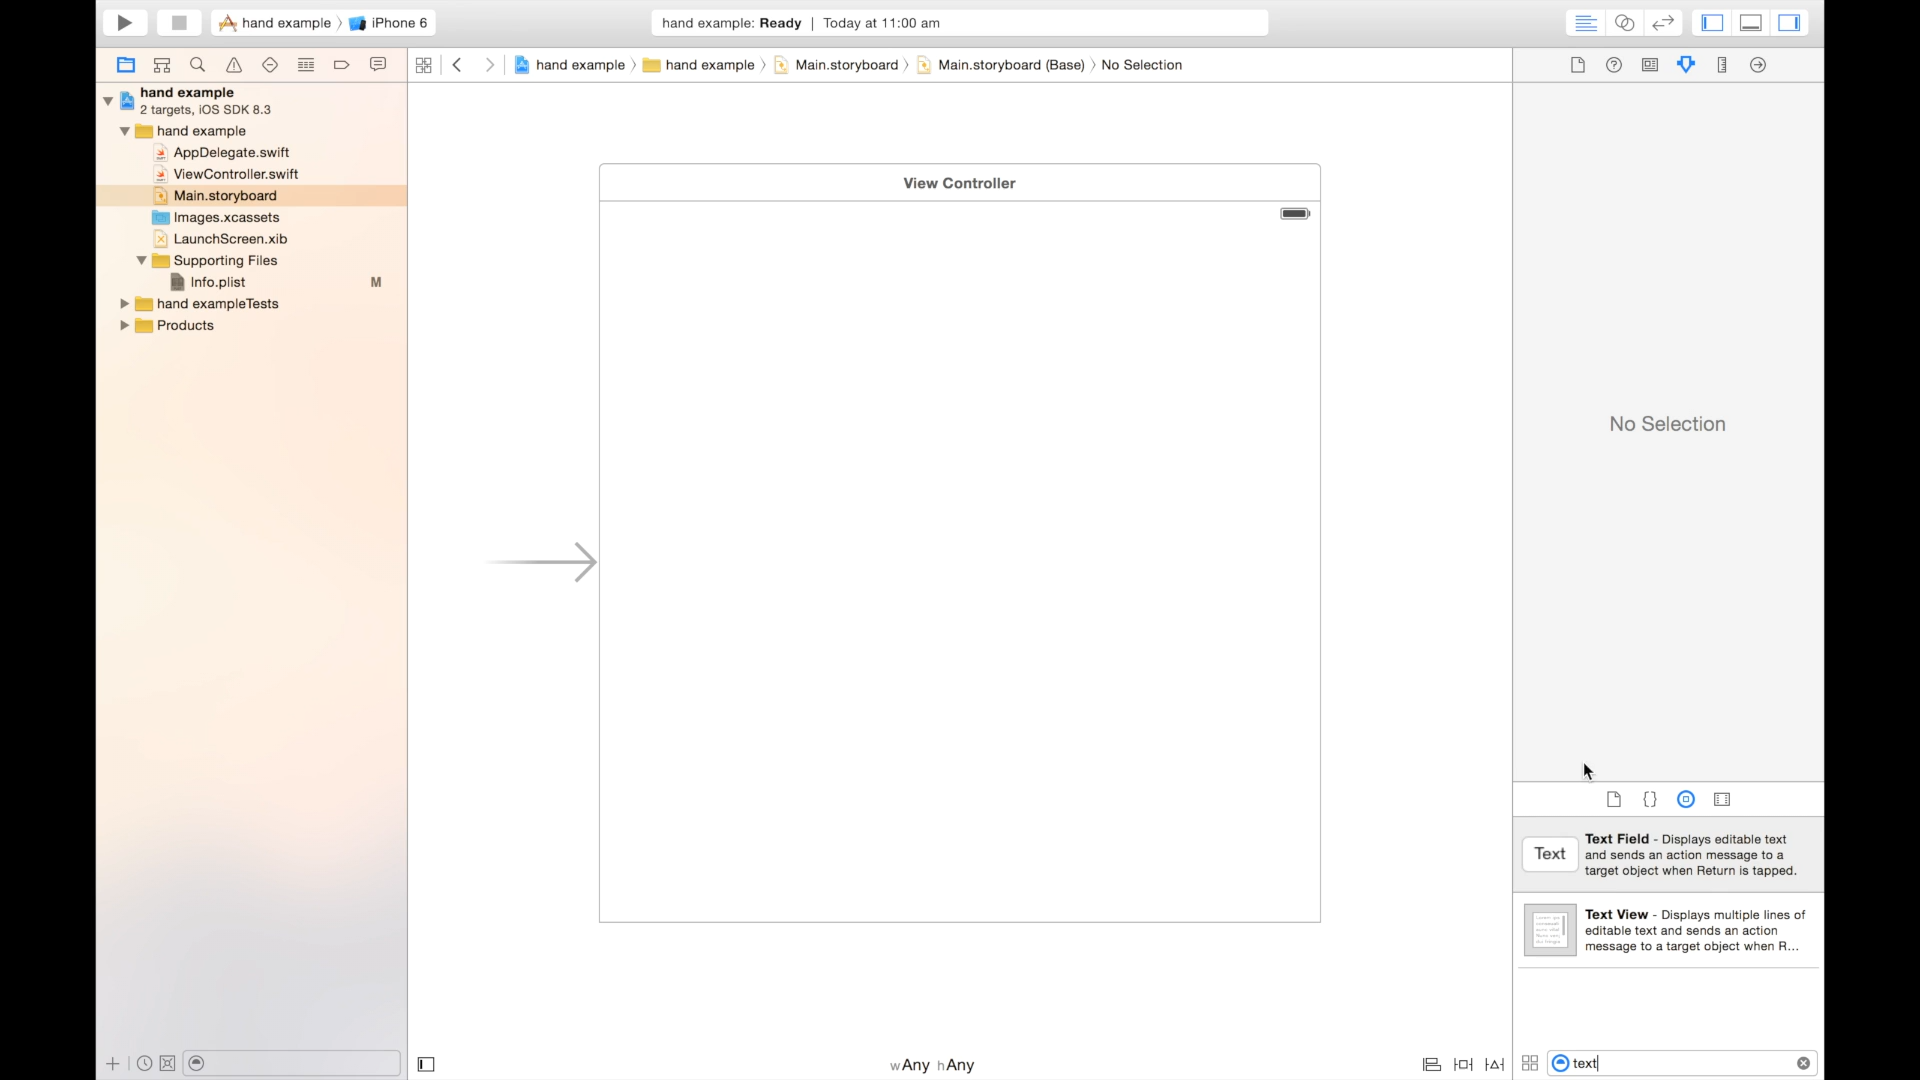 hand example 〉 iPhone 6
hand example: Ready | Today at 11:00 am
hand example 〉 hand example 〉 Main.storyboard 〉 Main.storyboard (Base) 〉 No Selection
hand example
2 targets, iOS SDK 8.3
hand example
AppDelegate.swift
ViewController.swift
Main.storyboard
Images.xcassets
LaunchScreen.xib
Supporting Files
Info.plist M
hand exampleTests
Products
View Controller
No Selection
{}
Text
Text Field - Displays editable text
and sends an action message to a
target object when Return is tapped.
Text View - Displays multiple lines of
editable text and sends an action
message to a target object when R...
wAny hAny
text